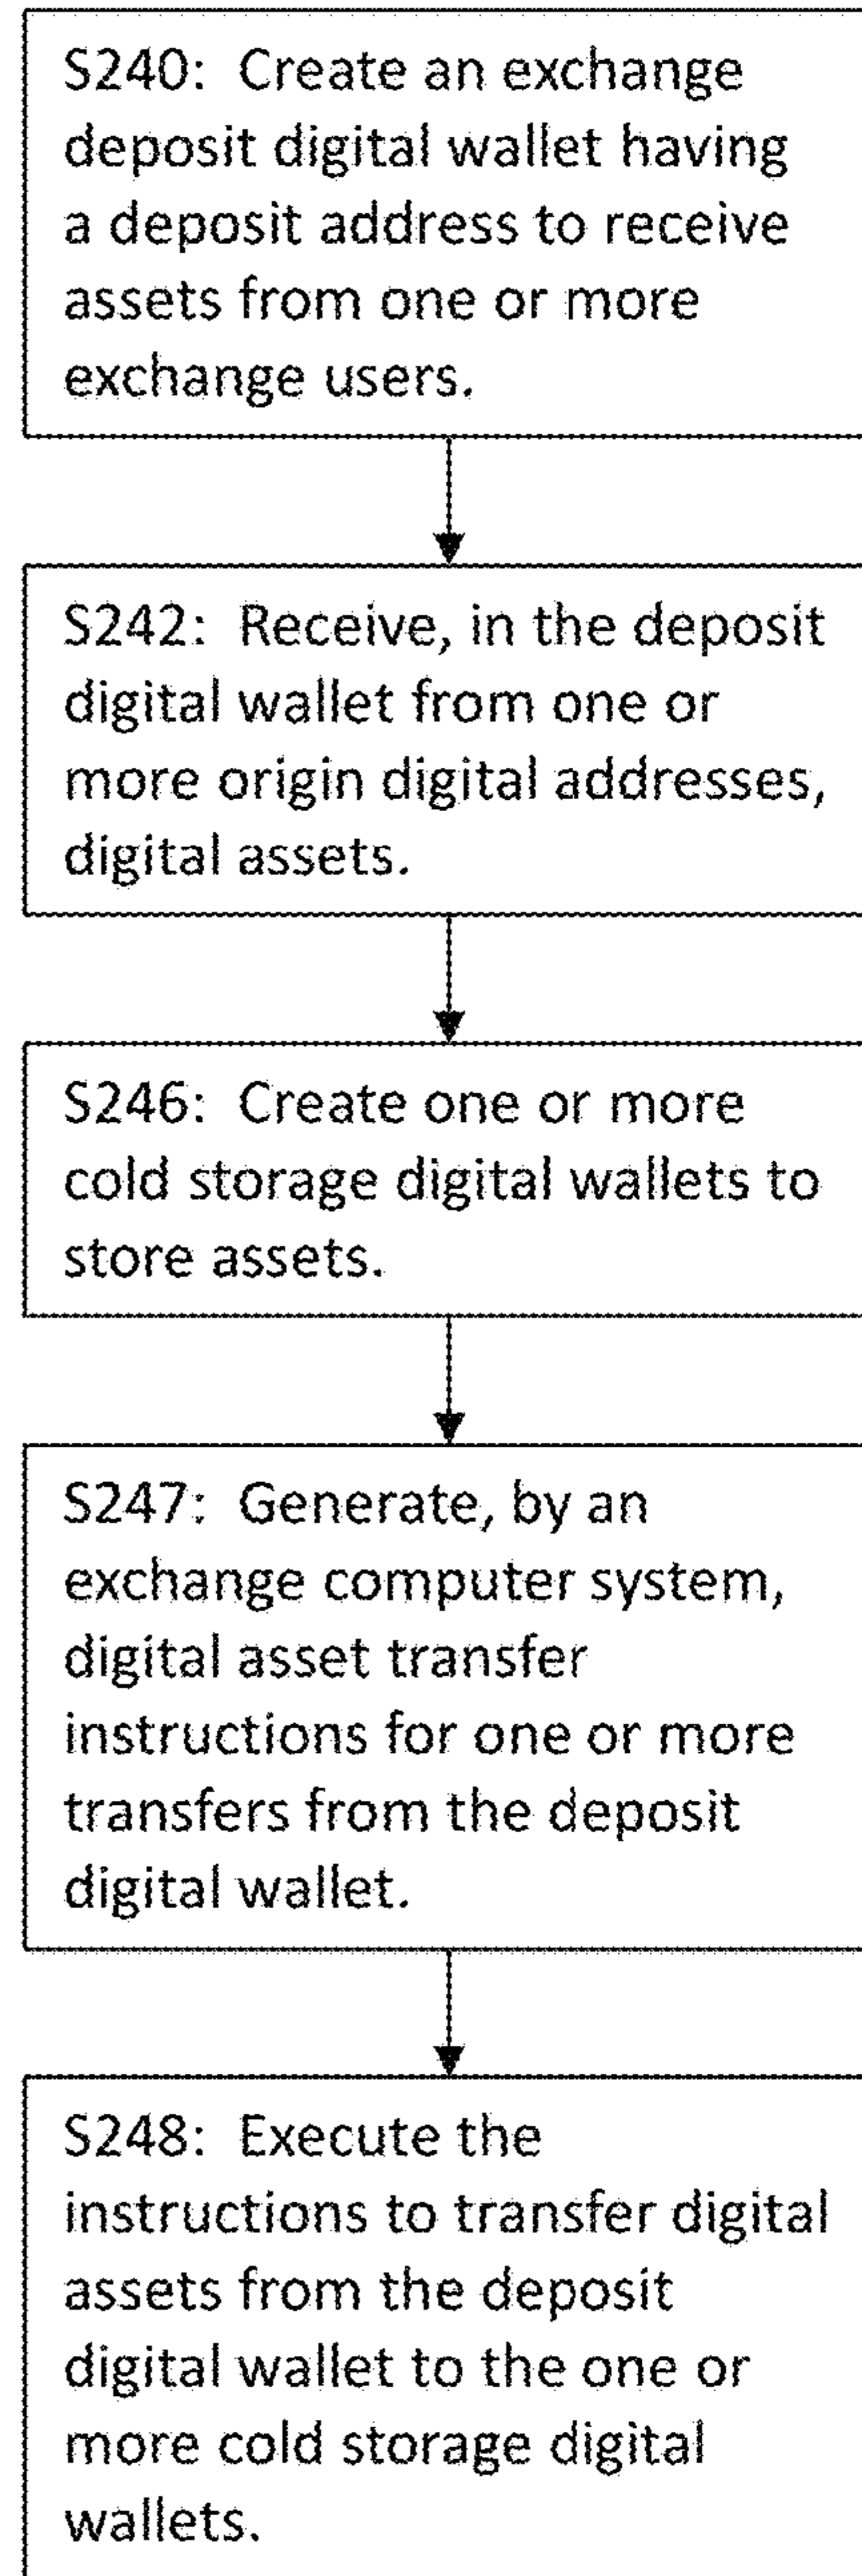 S240: Create an exchange
deposit digital wallet having
a deposit address to receive
assets from one or more
exchange users.
S242: Receive, in the deposit
digital wallet from one or
more origin digital addresses,
digital assets.
S246: Create one or more
cold storage digital wallets to
store assets.
S247: Generate, by an
exchange computer system,
digital asset transfer
instructions for one or more
transfers from the deposit
digital wallet.
S248: Execute the
instructions to transfer digital
assets from the deposit
digital wallet to the one or
more cold storage digital
wallets.